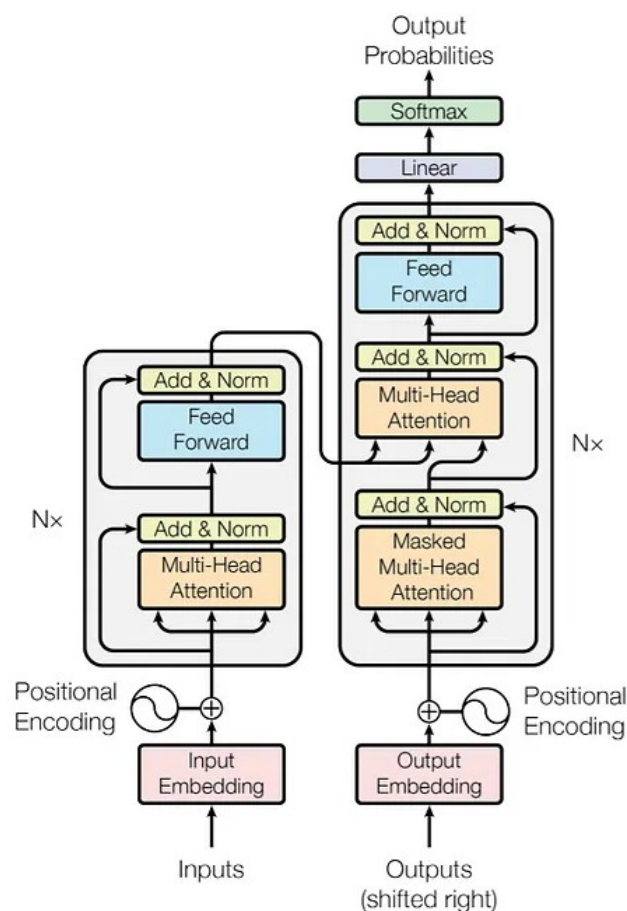 Output
Probabilities
Softmax
Linear
Add & Norm
Feed
Forward
Add & Norm
Multi-Head
Attention
Add & Norm
Masked
Multi-Head
Attention
N×
Add & Norm
Feed
Forward
Add & Norm
Multi-Head
Attention
N×
Positional
Encoding
Positional
Encoding
Input
Embedding
Output
Embedding
Inputs
Outputs
(shifted right)